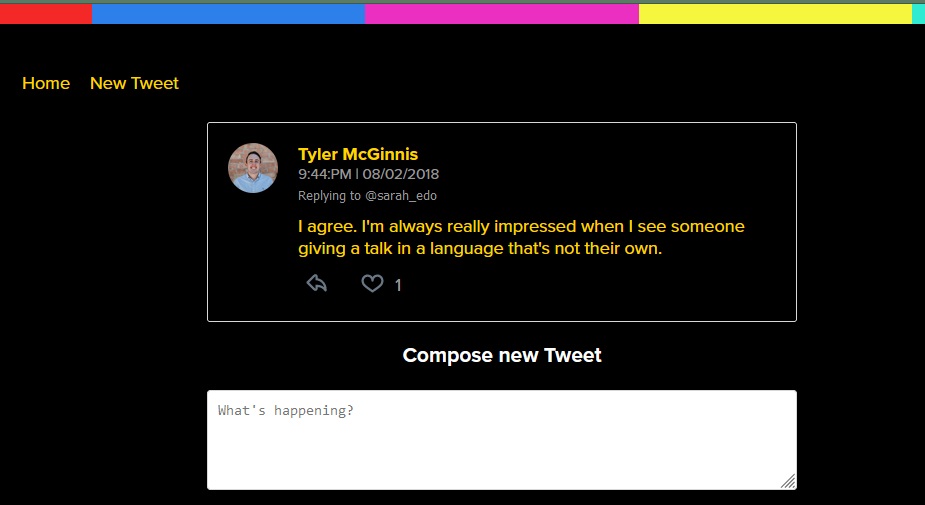 Home New Tweet
Tyler McGinnis
9:44:PM | 08/02/2018
Replying to @sarah_edo
I agree. I'm always really impressed when I see someone
giving a talk in a language that's not their own.
1
Compose new Tweet
What's happening?